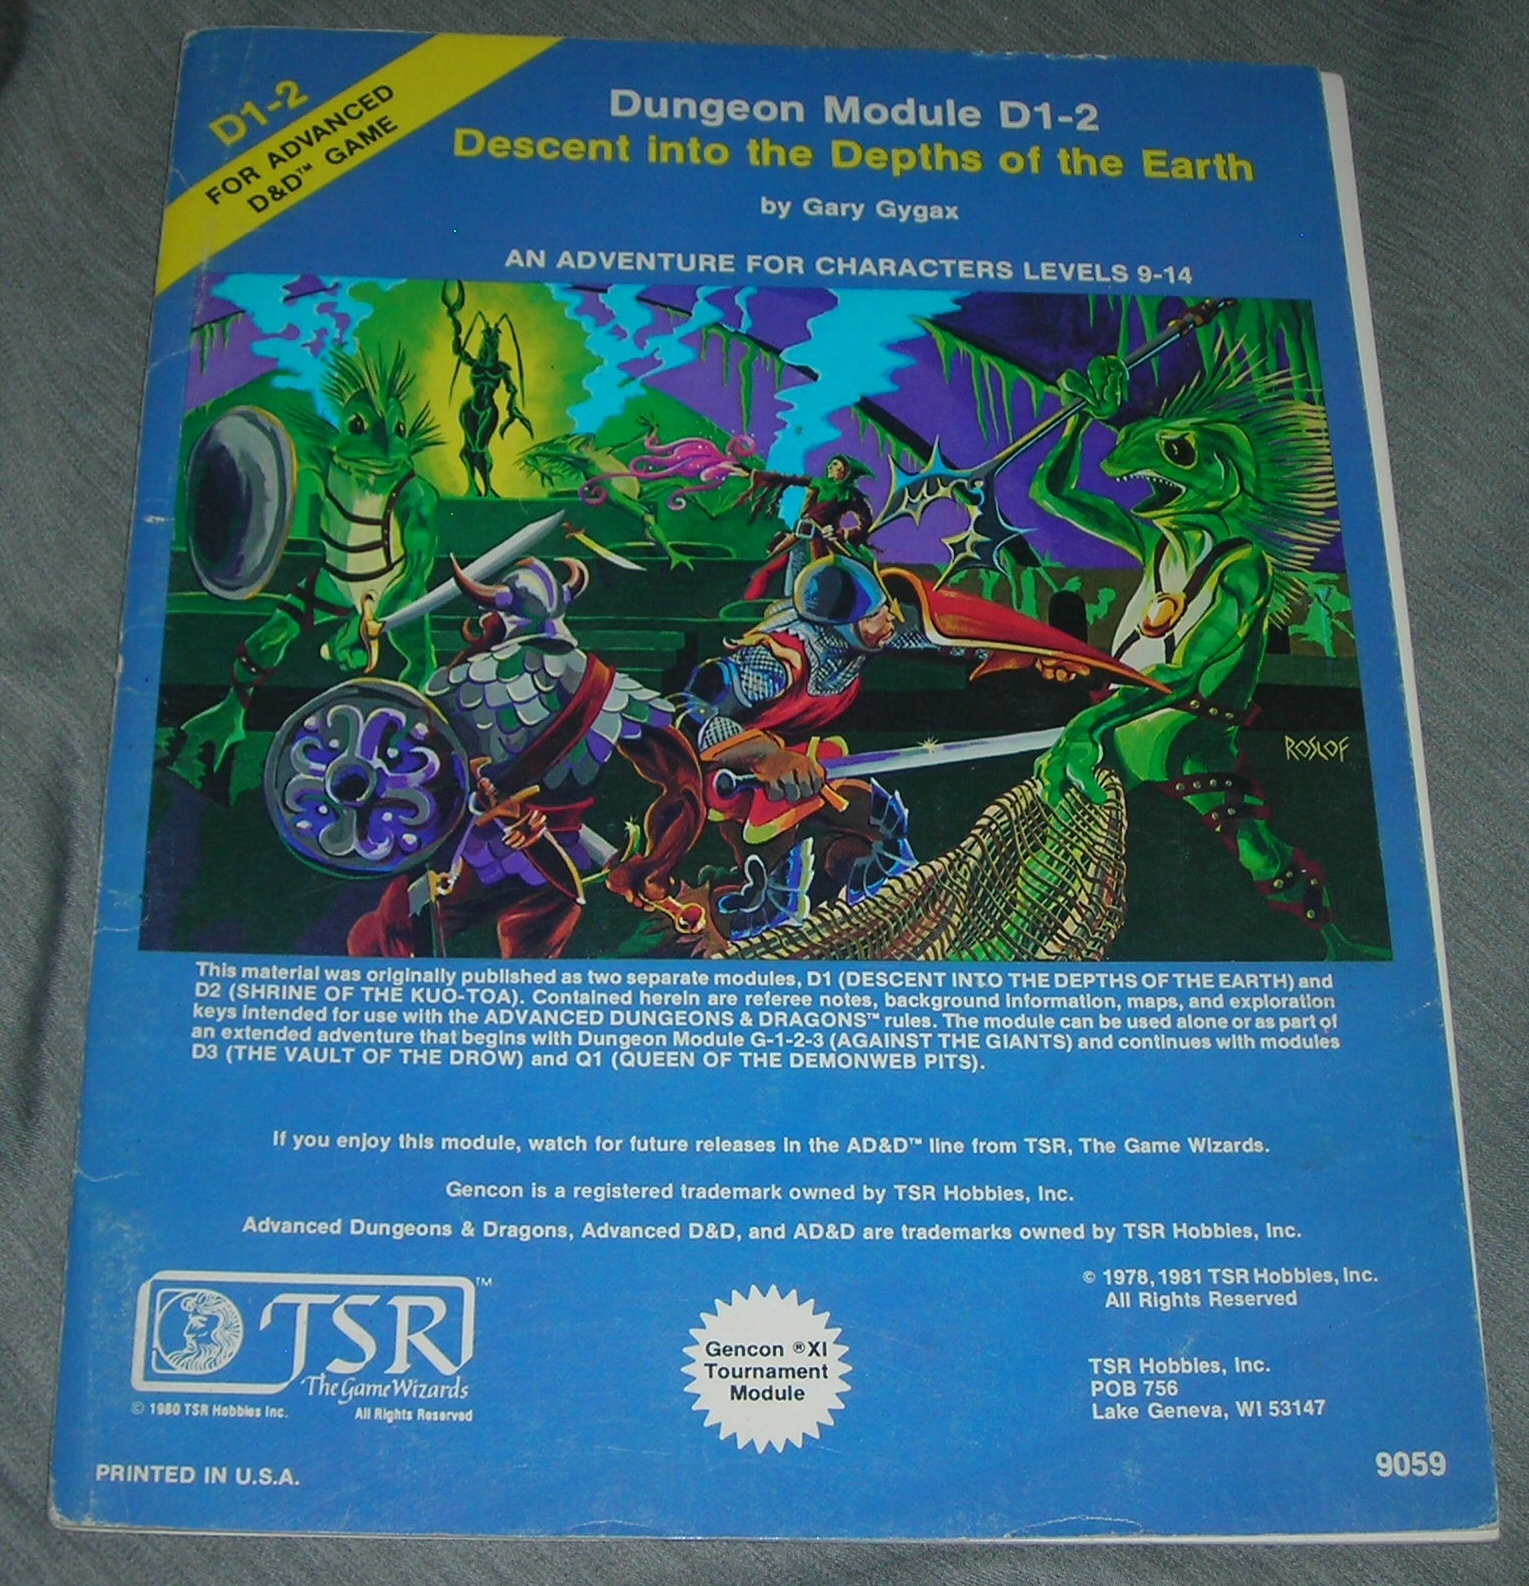 D1-2
FOR ADVANCED
D&D™ GAME
Dungeon Module D1-2
Descent into the Depths of the Earth
by Gary Gygax
AN ADVENTURE FOR CHARACTERS LEVELS 9-14
ROSLOF
This material was originally published as two separate modules, D1 (DESCENT INTO THE DEPTHS OF THE EARTH) and
D2 (SHRINE OF THE KUO-TOA). Contained herein are referee notes, background information, maps, and exploration
keys intended for use with the ADVANCED DUNGEONS & DRAGONS™ rules. The module can be used alone or as part of
an extended adventure that begins with Dungeon Module G-1-2-3 (AGAINST THE GIANTS) and continues with modules
D3 (THE VAULT OF THE DROW) and Q1 (QUEEN OF THE DEMONWEB PITS).
If you enjoy this module, watch for future releases in the AD&D™ line from TSR, The Game Wizards.
Gencon is a registered trademark owned by TSR Hobbies, Inc.
Advanced Dungeons & Dragons, Advanced D&D, and AD&D are trademarks owned by TSR Hobbies, Inc.
TSR™
The Game Wizards
© 1980 TSR Hobbies Inc. All Rights Reserved
Gencon ® XI
Tournament
Module
© 1978, 1981 TSR Hobbies, Inc.
All Rights Reserved
TSR Hobbies, Inc.
POB 756
Lake Geneva, WI 53147
PRINTED IN U.S.A.
9059